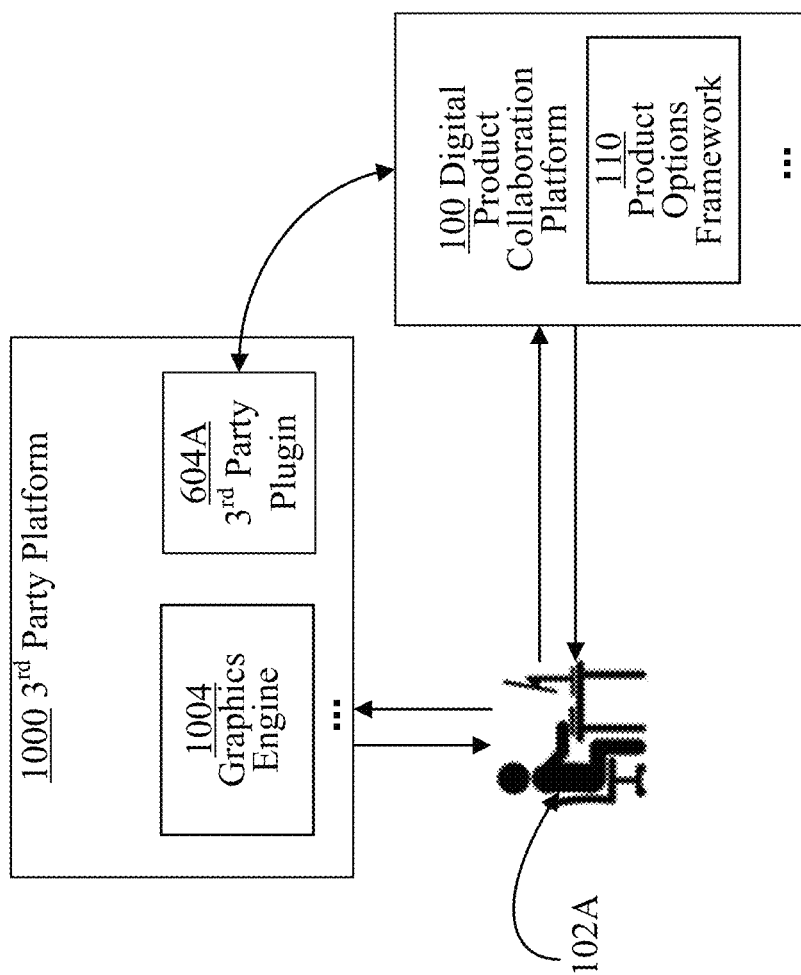 1000 3rd Party Platform
1004
Graphics
Engine
604A
3rd Party
Plugin
...
102A
100 Digital
Product
Collaboration
Platform
110
Product
Options
Framework
...